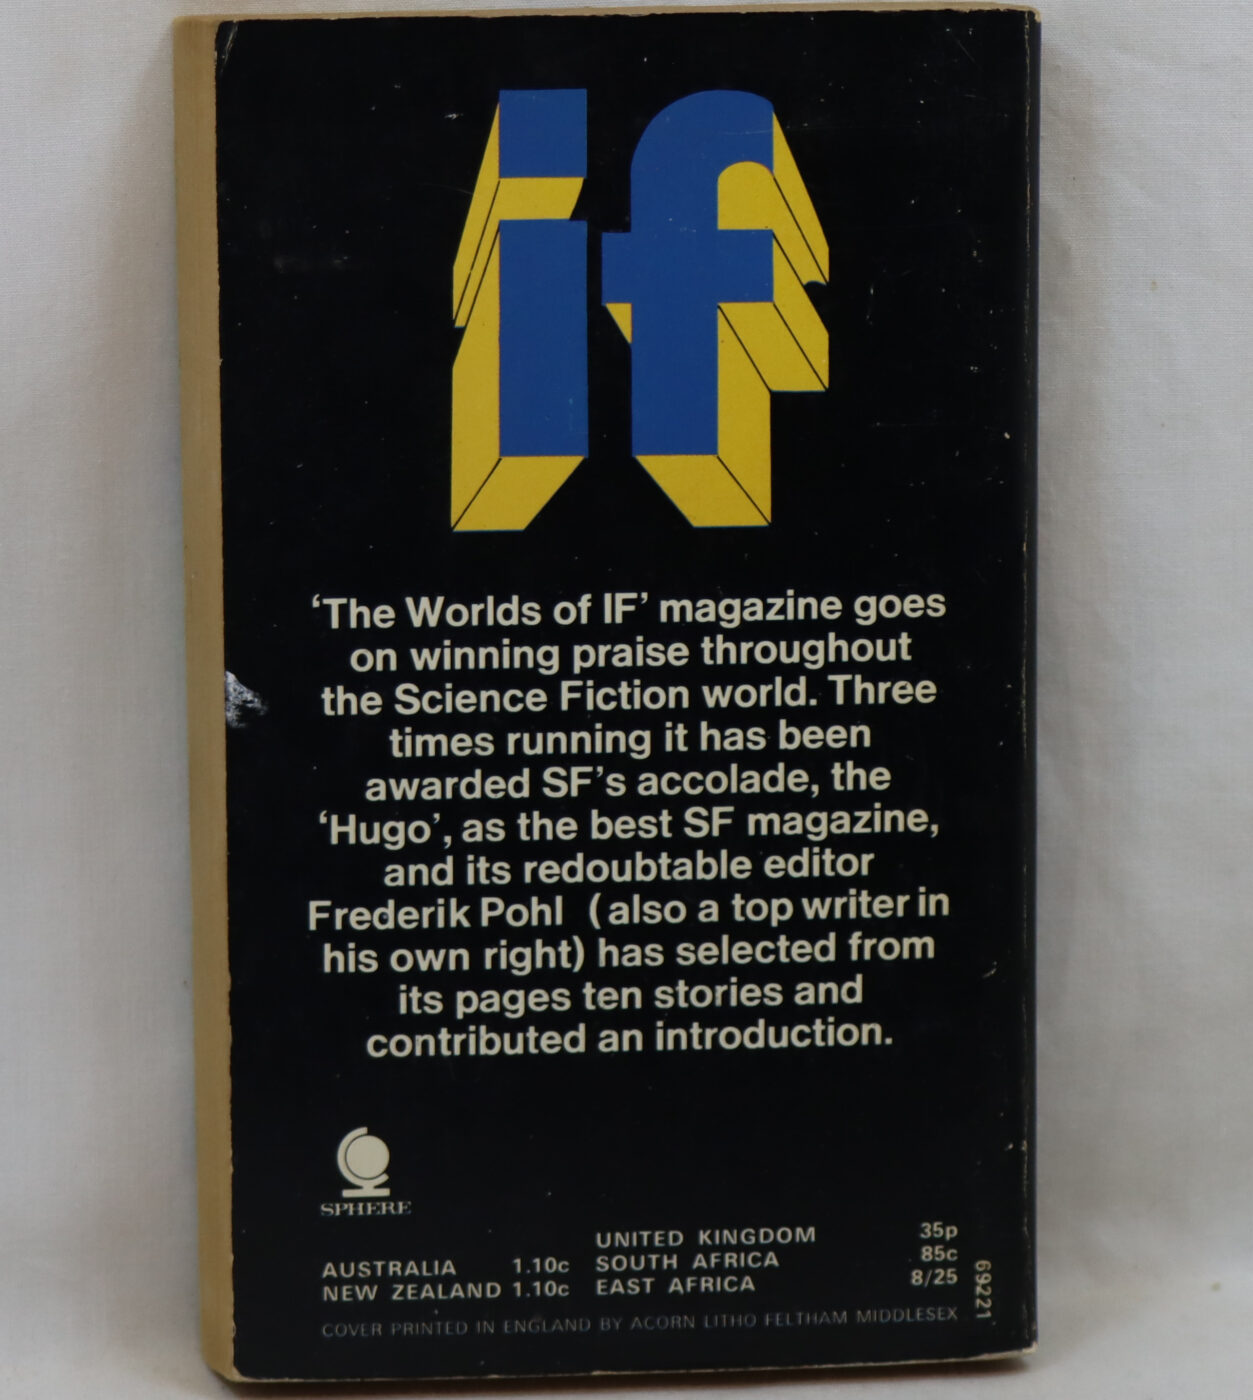 if
‘The Worlds of IF’ magazine goes
on winning praise throughout
the Science Fiction world. Three
times running it has been
awarded SF’s accolade, the
‘Hugo’, as the best SF magazine,
and its redoubtable editor
Frederik Pohl (also a top writer in
his own right) has selected from
its pages ten stories and
contributed an introduction.
SPHERE
UNITED KINGDOM 35p
AUSTRALIA 1.10c SOUTH AFRICA 85c
NEW ZEALAND 1.10c EAST AFRICA 8/25
COVER PRINTED IN ENGLAND BY ACORN LITHO FELTHAM MIDDLESEX
69221